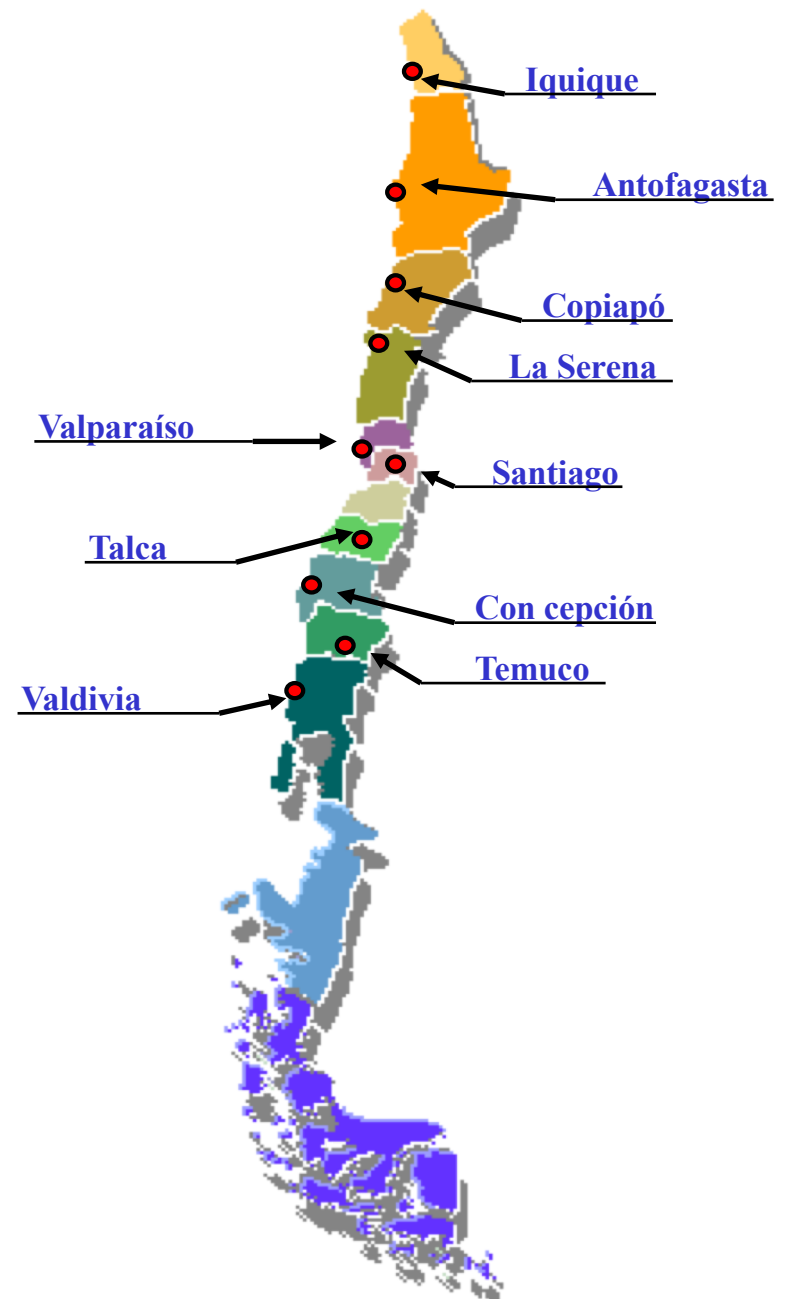 Iquique
Antofagasta
Copiapó
La Serena
Valparaíso
Santiago
Talca
Con cepción
Temuco
Valdivia